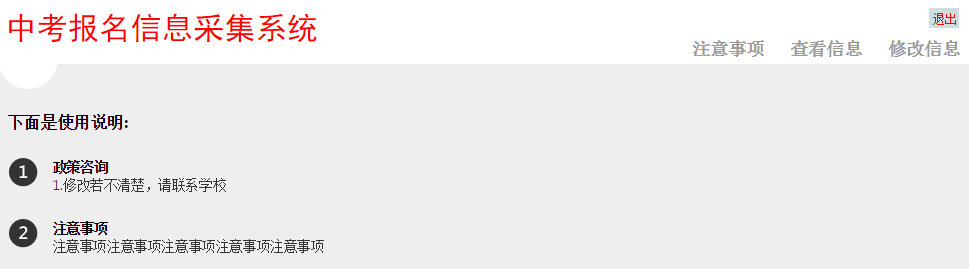 中考报名信息采集系统
退出
注意事项 查看信息 修改信息
下面是使用说明:
1 政策咨询
1.修改若不清楚，请联系学校
2 注意事项
注意事项注意事项注意事项注意事项注意事项